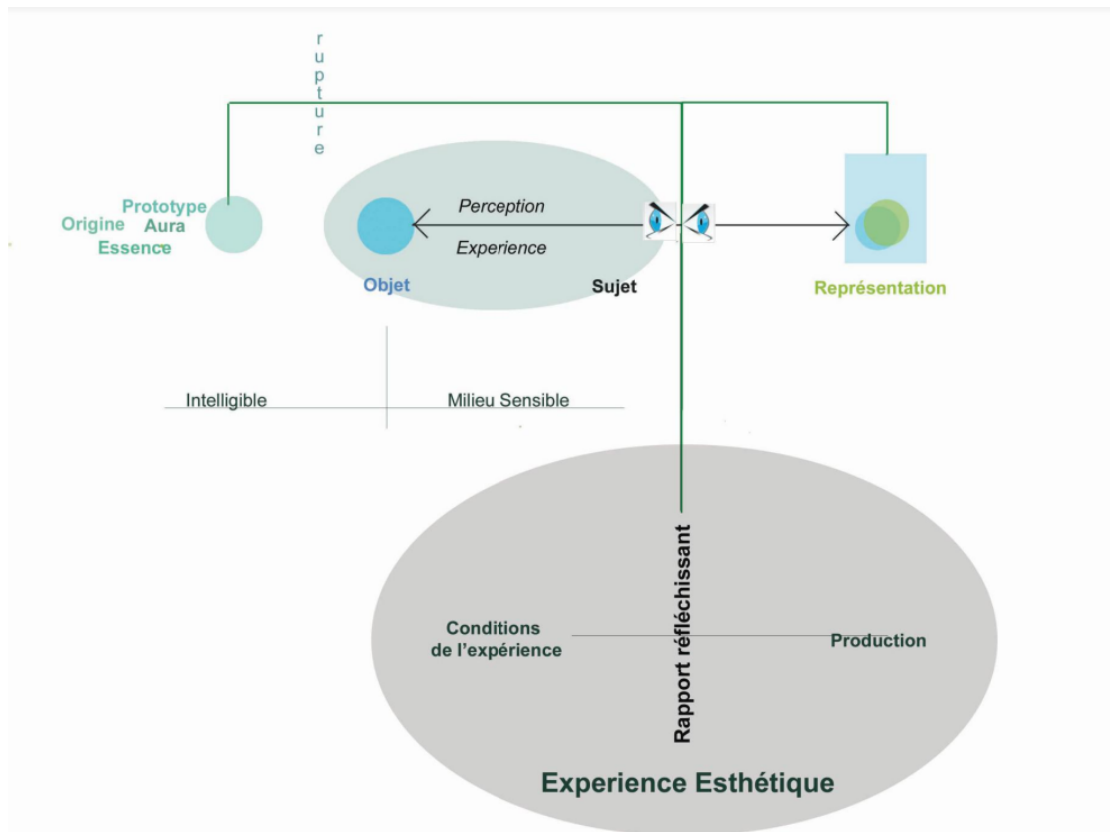 rupture
Prototype
Origine Aura
Essence
Perception
Experience
Objet
Sujet
Représentation
Intelligible
Milieu Sensible
Rapport réfléchissant
Conditions
de l'expérience
Production
Experience Esthétique